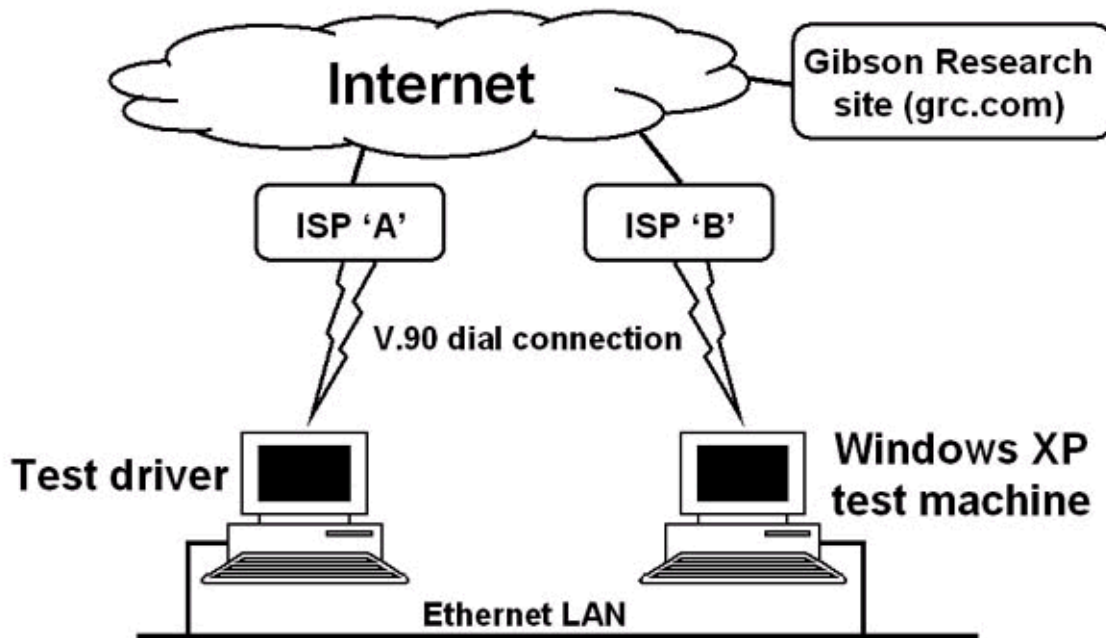 Internet
Gibson Research
site (grc.com)
ISP ‘A’
ISP ‘B’
V.90 dial connection
Test driver
Windows XP
test machine
Ethernet LAN